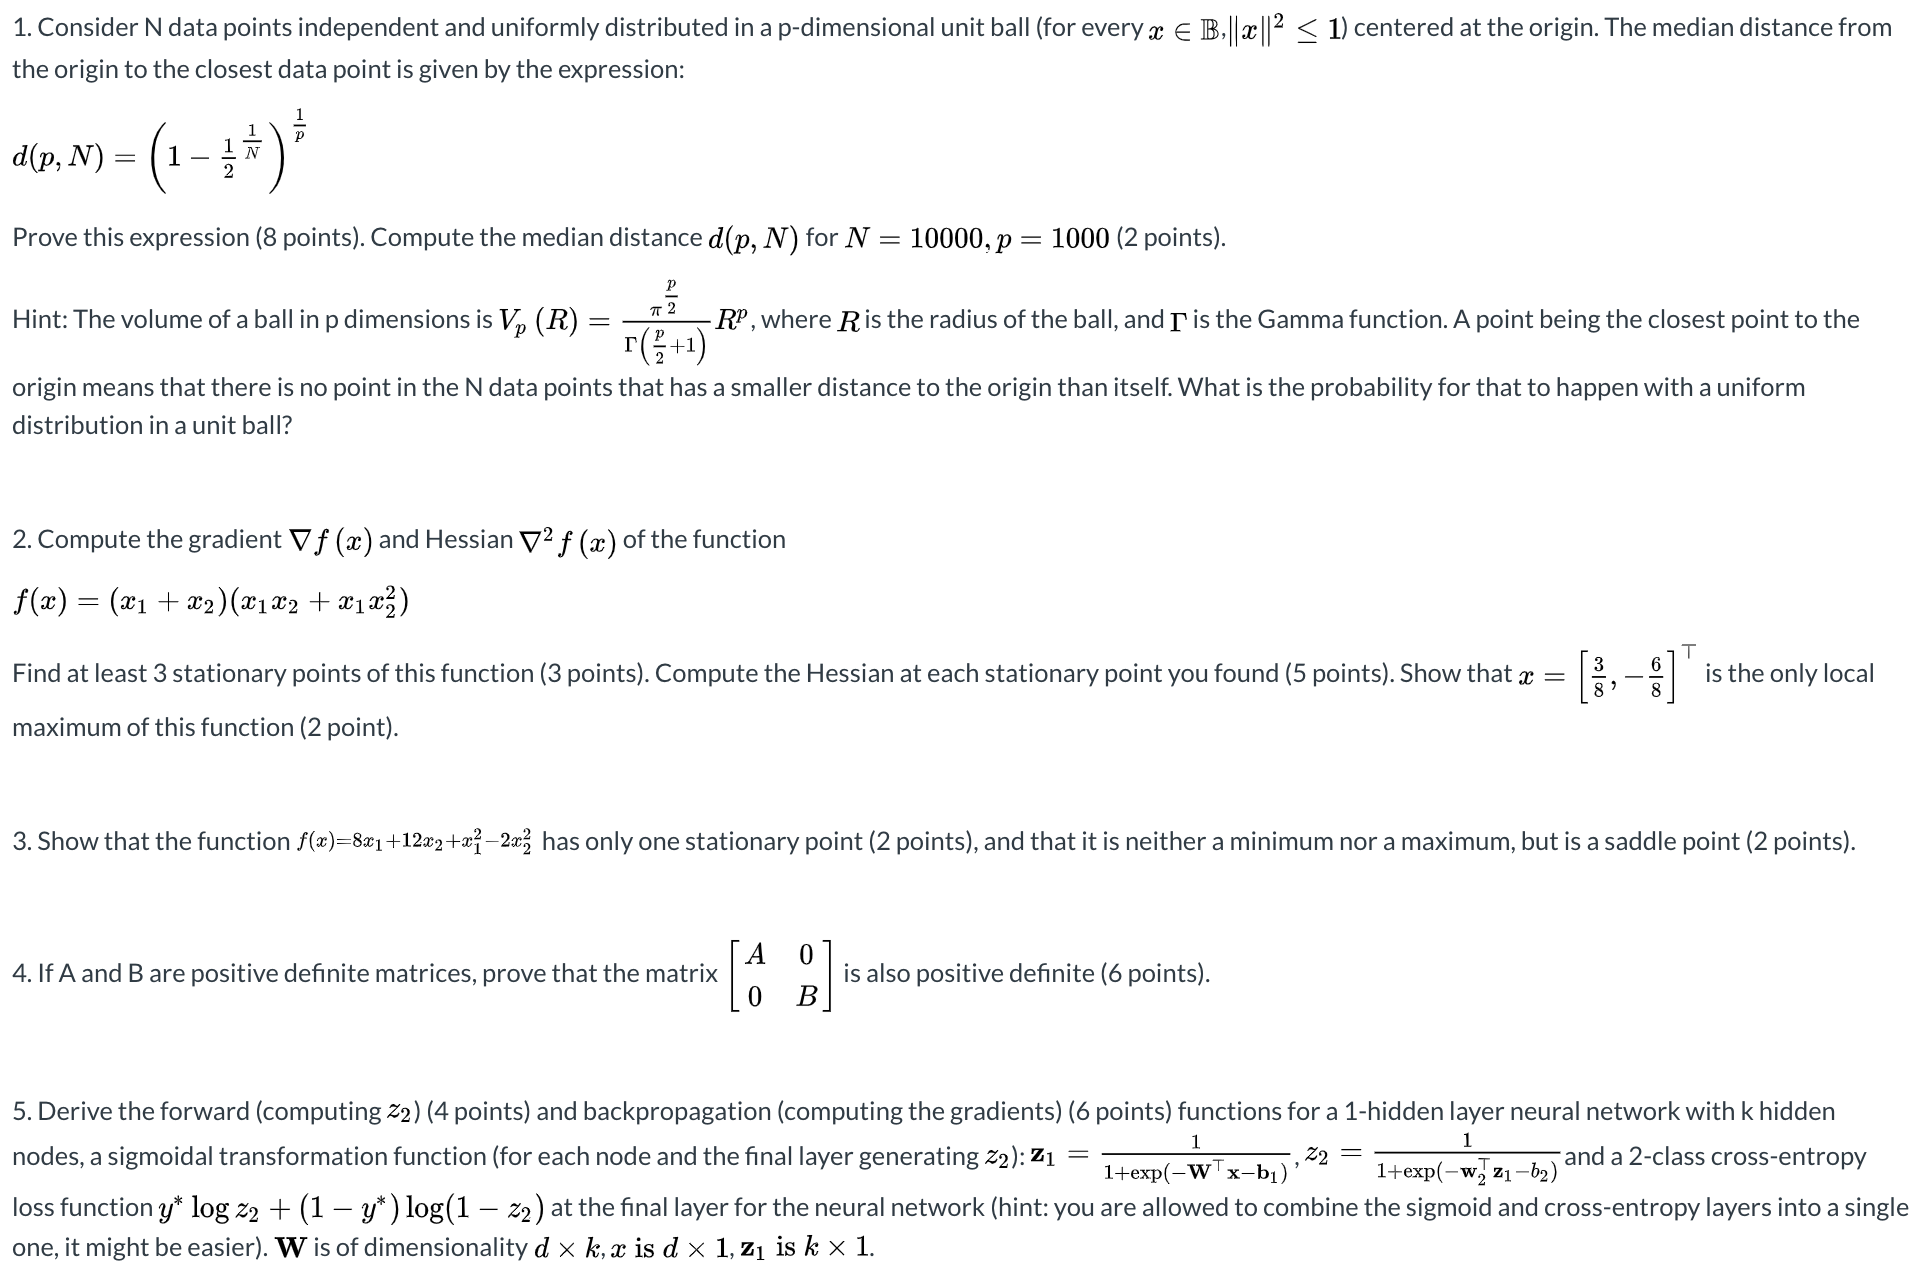 1. Consider N data points independent and uniformly distributed in a p-dimensional unit ball (for every $x \in \mathbb{B}, \|x\|^2 \leq 1$) centered at the origin. The median distance from
the origin to the closest data point is given by the expression:
$d(p, N) = \left(1 - \frac{1}{2}^{\frac{1}{N}}\right)^{\frac{1}{p}}$
Prove this expression (8 points). Compute the median distance $d(p, N)$ for $N = 10000, p = 1000$ (2 points).
Hint: The volume of a ball in p dimensions is $V_p(R) = \frac{\pi^{\frac{p}{2}}}{\Gamma\left(\frac{p}{2}+1\right)} R^p$, where $R$ is the radius of the ball, and $\Gamma$ is the Gamma function. A point being the closest point to the
origin means that there is no point in the N data points that has a smaller distance to the origin than itself. What is the probability for that to happen with a uniform
distribution in a unit ball?
2. Compute the gradient $\nabla f(x)$ and Hessian $\nabla^2 f(x)$ of the function
$f(x) = (x_1 + x_2)(x_1 x_2 + x_1 x_2^2)$
Find at least 3 stationary points of this function (3 points). Compute the Hessian at each stationary point you found (5 points). Show that $x = \left[\frac{3}{8}, -\frac{6}{8}\right]^\top$ is the only local
maximum of this function (2 point).
3. Show that the function $f(x)=8x_1+12x_2+x_1^2-2x_2^2$ has only one stationary point (2 points), and that it is neither a minimum nor a maximum, but is a saddle point (2 points).
4. If A and B are positive definite matrices, prove that the matrix $\begin{bmatrix} A & 0 \\ 0 & B \end{bmatrix}$ is also positive definite (6 points).
5. Derive the forward (computing $z_2$) (4 points) and backpropagation (computing the gradients) (6 points) functions for a 1-hidden layer neural network with k hidden
nodes, a sigmoidal transformation function (for each node and the final layer generating $z_2$): $\mathbf{z_1} = \frac{1}{1+\exp(-\mathbf{W}^\top \mathbf{x} - \mathbf{b_1})}, z_2 = \frac{1}{1+\exp(-\mathbf{w}_2^\top \mathbf{z_1} - b_2)}$ and a 2-class cross-entropy
loss function $y^* \log z_2 + (1 - y^*) \log(1 - z_2)$ at the final layer for the neural network (hint: you are allowed to combine the sigmoid and cross-entropy layers into a single
one, it might be easier). $\mathbf{W}$ is of dimensionality $d \times k, x$ is $d \times 1, \mathbf{z_1}$ is $k \times 1$.